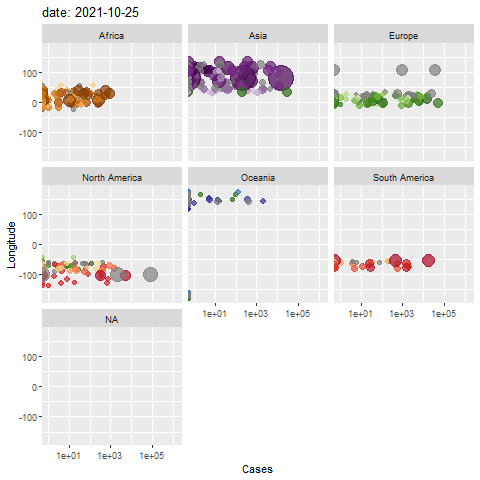 date: 2021-10-25
Africa
Asia
Europe
100
0
-100
North America
Oceania
South America
100
0
-100
Longitude
NA
1e+01
1e+03
1e+05
1e+01
1e+03
1e+05
100
0
-100
1e+01
1e+03
1e+05
Cases